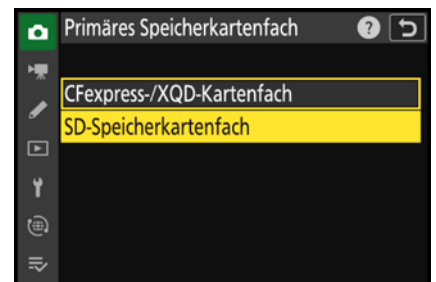 Primäres Speicherkartenfach ?
CFexpress-/XQD-Kartenfach
SD-Speicherkartenfach